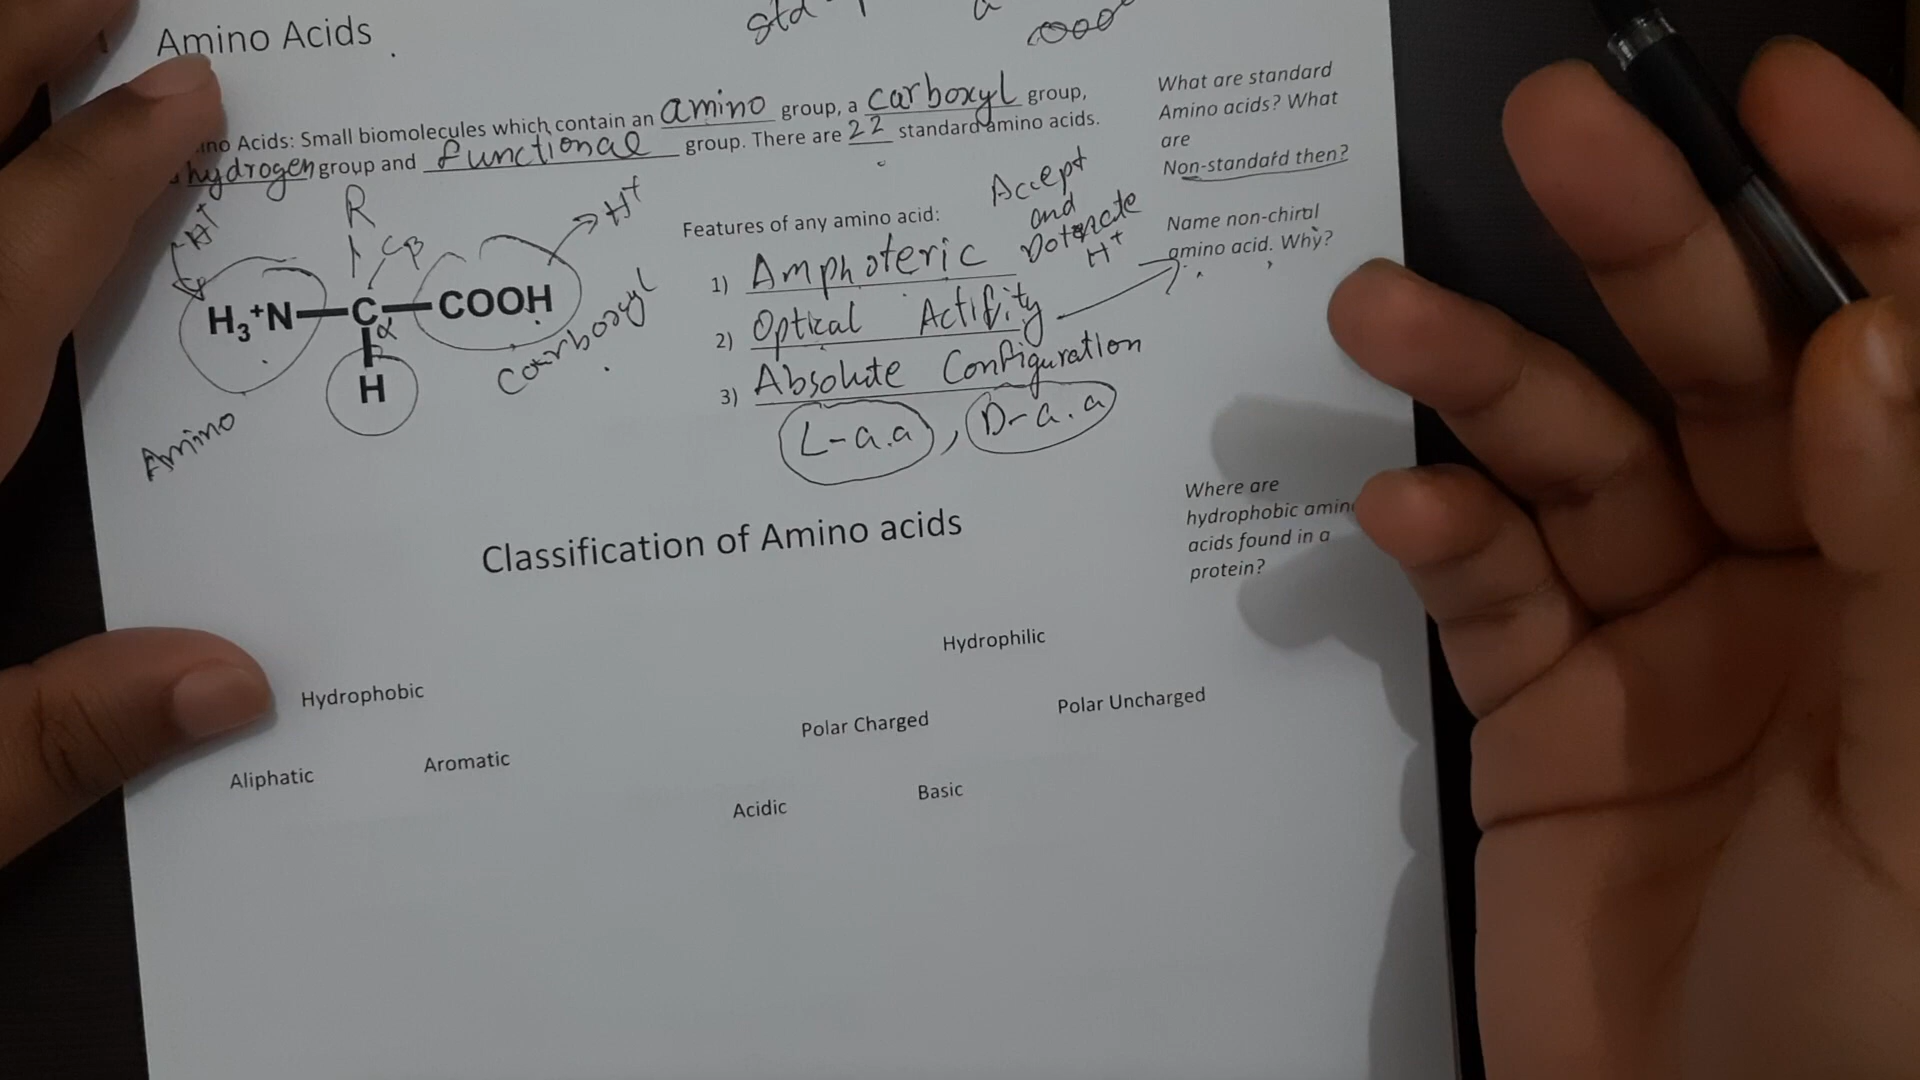 Amino Acids
std
ino Acids: Small biomolecules which contain an amino group, a carboxyl group,
hydrogen group and functional group. There are 22 standard amino acids.
What are standard
Amino acids? What
are
Non-standard then?
Name non-chiral
amino acid. Why?
R
H+
Cβ
H+
H3+N—C—COOH
α
H
Amino
Carboxyl
Features of any amino acid:
Accept
and
H+
1) Amphoteric
2) Optical Actifity
3) Absolute Configuration
L-a.a, D-a.a
Where are
hydrophobic amin
acids found in a
protein?
Classification of Amino acids
Hydrophobic
Hydrophilic
Aliphatic
Aromatic
Polar Charged
Polar Uncharged
Acidic
Basic